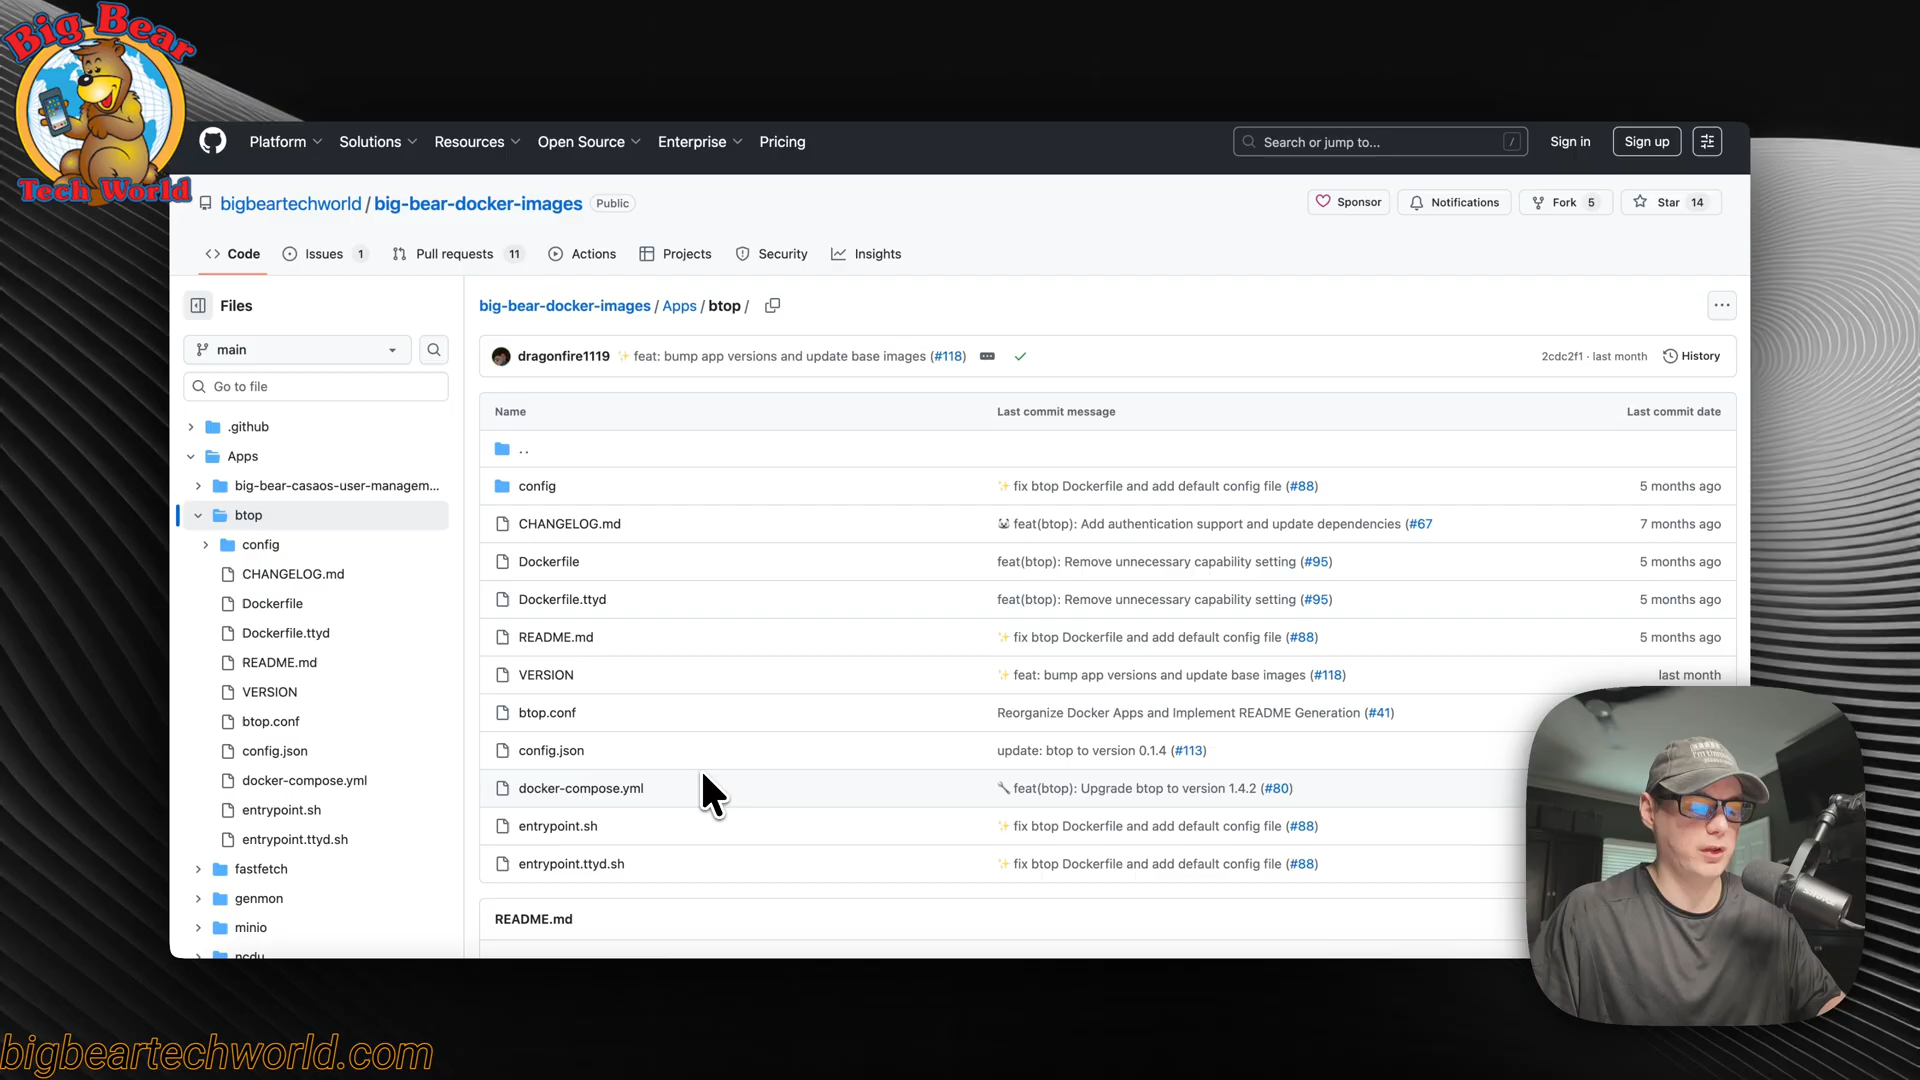 Big Bear
Tech World
Platform Solutions Resources Open Source Enterprise Pricing Search or jump to... / Sign in Sign up
bigbeartechworld / big-bear-docker-images Public Sponsor Notifications Fork 5 Star 14
Code Issues 1 Pull requests 11 Actions Projects Security Insights
Files
main
Go to file
.github
Apps
big-bear-casaos-user-managem...
btop
config
CHANGELOG.md
Dockerfile
Dockerfile.ttyd
README.md
VERSION
btop.conf
config.json
docker-compose.yml
entrypoint.sh
entrypoint.ttyd.sh
fastfetch
genmon
minio
ncdu
big-bear-docker-images / Apps / btop /
dragonfire1119 ✨ feat: bump app versions and update base images (#118) 2cdc2f1 · last month History
Name Last commit message Last commit date
..
config ✨ fix btop Dockerfile and add default config file (#88) 5 months ago
CHANGELOG.md 🐼 feat(btop): Add authentication support and update dependencies (#67 7 months ago
Dockerfile feat(btop): Remove unnecessary capability setting (#95) 5 months ago
Dockerfile.ttyd feat(btop): Remove unnecessary capability setting (#95) 5 months ago
README.md ✨ fix btop Dockerfile and add default config file (#88) 5 months ago
VERSION ✨ feat: bump app versions and update base images (#118) last month
btop.conf Reorganize Docker Apps and Implement README Generation (#41)
config.json update: btop to version 0.1.4 (#113)
docker-compose.yml 🔧 feat(btop): Upgrade btop to version 1.4.2 (#80)
entrypoint.sh ✨ fix btop Dockerfile and add default config file (#88)
entrypoint.ttyd.sh ✨ fix btop Dockerfile and add default config file (#88)
README.md
bigbeartechworld.com